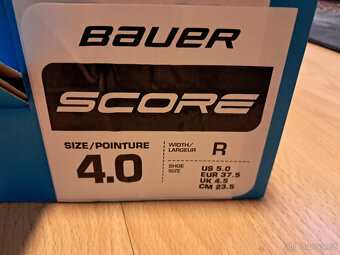 BAUER
SCORE
SIZE/POINTURE
4.0
WIDTH/
LARGEUR
R
SHOE
SIZE
US 5.0
EUR 37.5
UK 4.5
CM 23.5